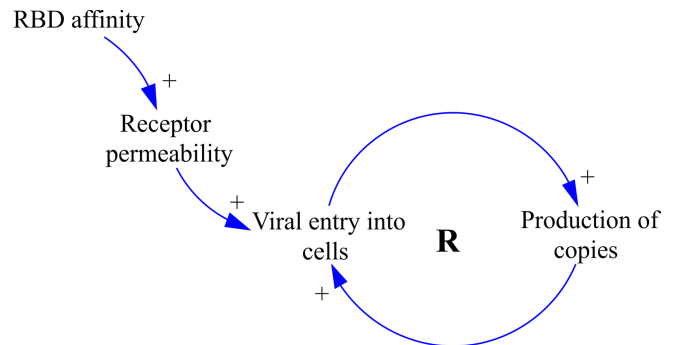 RBD affinity
+
Receptor
permeability
+
Viral entry into
cells
R
+
Production of
copies
+